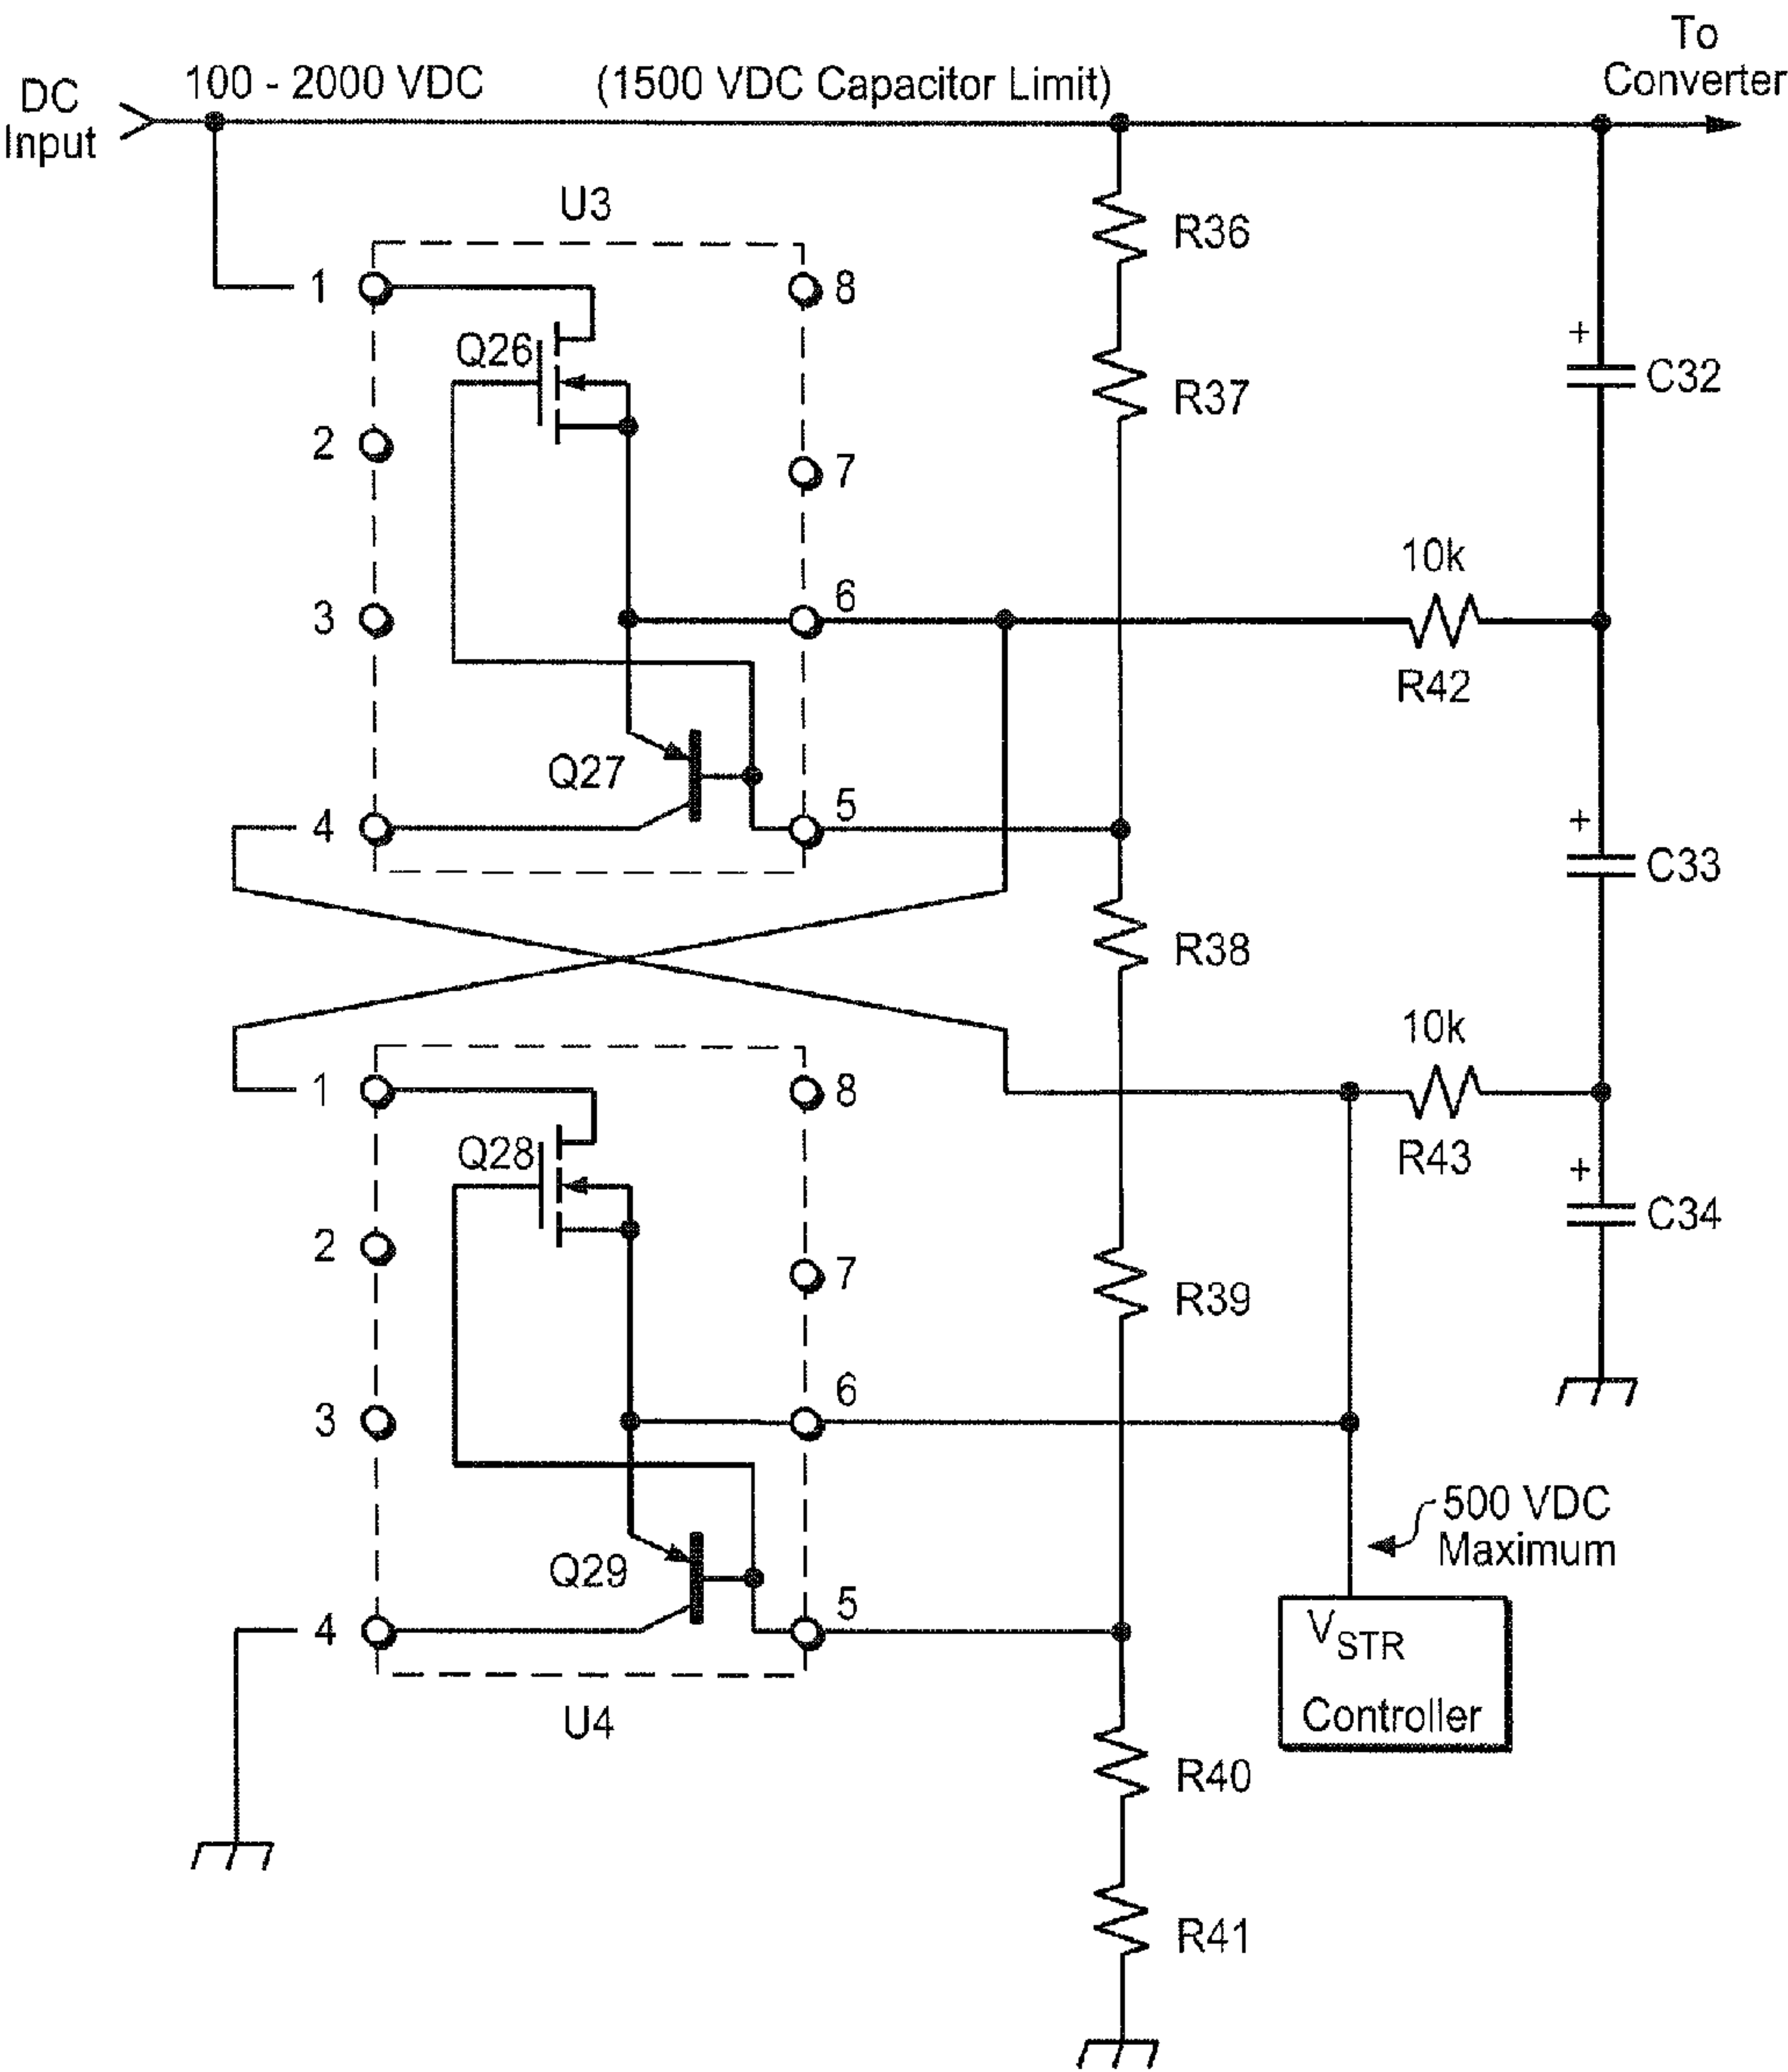 To
Converter
DC
Input
100 - 2000 VDC
(1500 VDC Capacitor Limit)
U3
1
8
R36
Q26
+
C32
R37
2
7
10k
3
6
R42
Q27
4
5
+
C33
R38
10k
1
8
R43
Q28
+
C34
2
7
R39
3
6
500 VDC
Maximum
Q29
4
5
VSTR
Controller
U4
R40
R41